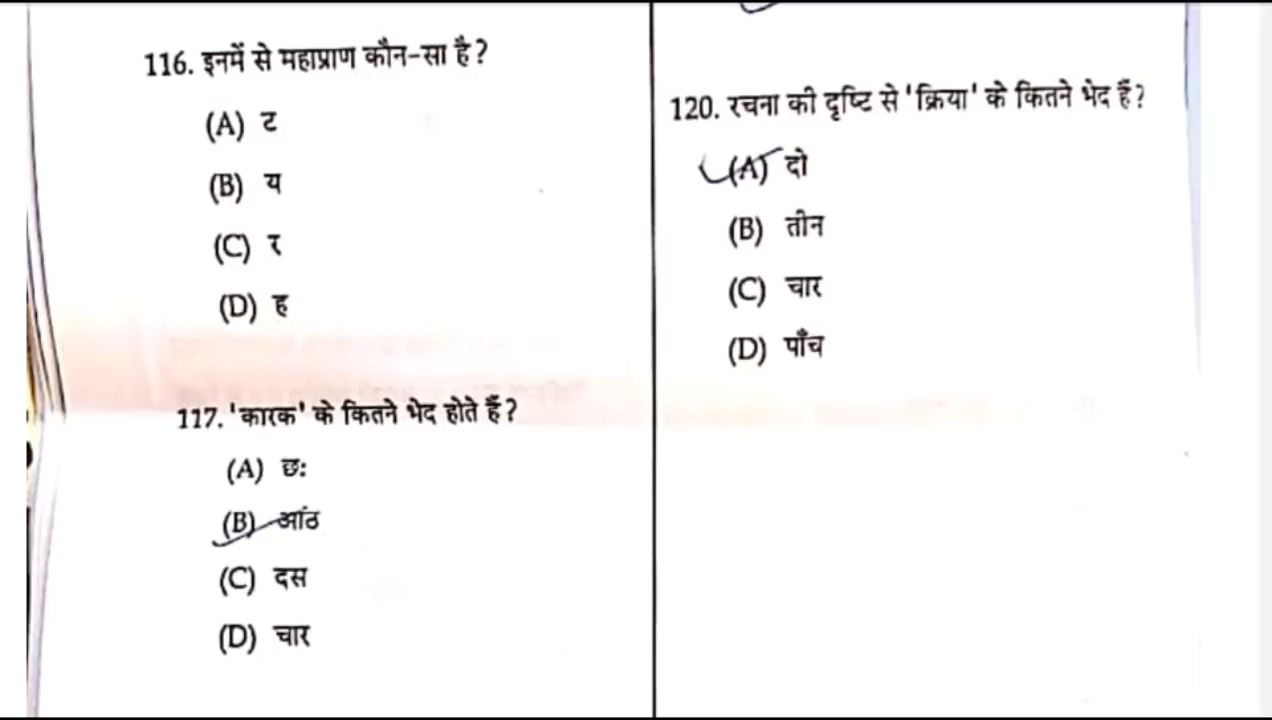 116. इनमें से महाप्राण कौन-सा है?
(A) ट
(B) य
(C) र
(D) ह
117. 'कारक' के कितने भेद होते हैं?
(A) छः
(B) आंठ
(C) दस
(D) चार
120. रचना की दृष्टि से 'क्रिया' के कितने भेद हैं?
(A) दो
(B) तीन
(C) चार
(D) पाँच